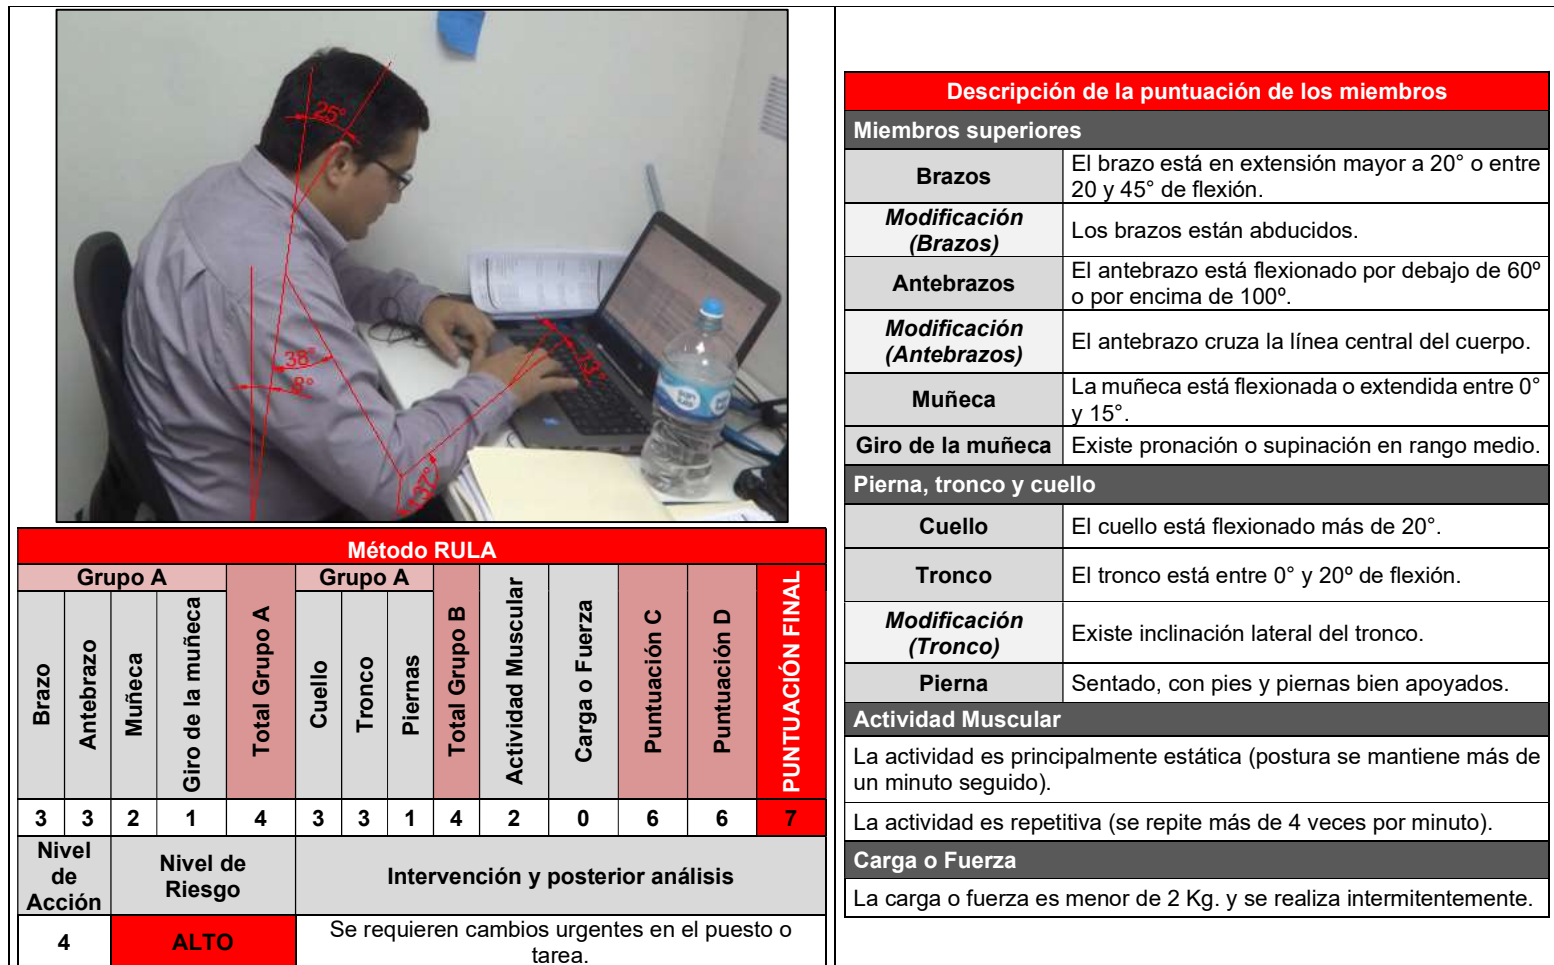 25°
38°
8°
13°
137°
Método RULA
Grupo A
Grupo A
Brazo
Antebrazo
Muñeca
Giro de la muñeca
Total Grupo A
Cuello
Tronco
Piernas
Total Grupo B
Actividad Muscular
Carga o Fuerza
Puntuación C
Puntuación D
PUNTUACIÓN FINAL
3 3 2 1 4 3 3 1 4 2 0 6 6 7
Nivel
de
Acción
Nivel de
Riesgo
Intervención y posterior análisis
4
ALTO
Se requieren cambios urgentes en el puesto o
tarea.
Descripción de la puntuación de los miembros
Miembros superiores
Brazos
El brazo está en extensión mayor a 20° o entre
20 y 45° de flexión.
Modificación
(Brazos)
Los brazos están abducidos.
Antebrazos
El antebrazo está flexionado por debajo de 60º
o por encima de 100º.
Modificación
(Antebrazos)
El antebrazo cruza la línea central del cuerpo.
Muñeca
La muñeca está flexionada o extendida entre 0°
y 15°.
Giro de la muñeca
Existe pronación o supinación en rango medio.
Pierna, tronco y cuello
Cuello
El cuello está flexionado más de 20°.
Tronco
El tronco está entre 0° y 20º de flexión.
Modificación
(Tronco)
Existe inclinación lateral del tronco.
Pierna
Sentado, con pies y piernas bien apoyados.
Actividad Muscular
La actividad es principalmente estática (postura se mantiene más de
un minuto seguido).
La actividad es repetitiva (se repite más de 4 veces por minuto).
Carga o Fuerza
La carga o fuerza es menor de 2 Kg. y se realiza intermitentemente.